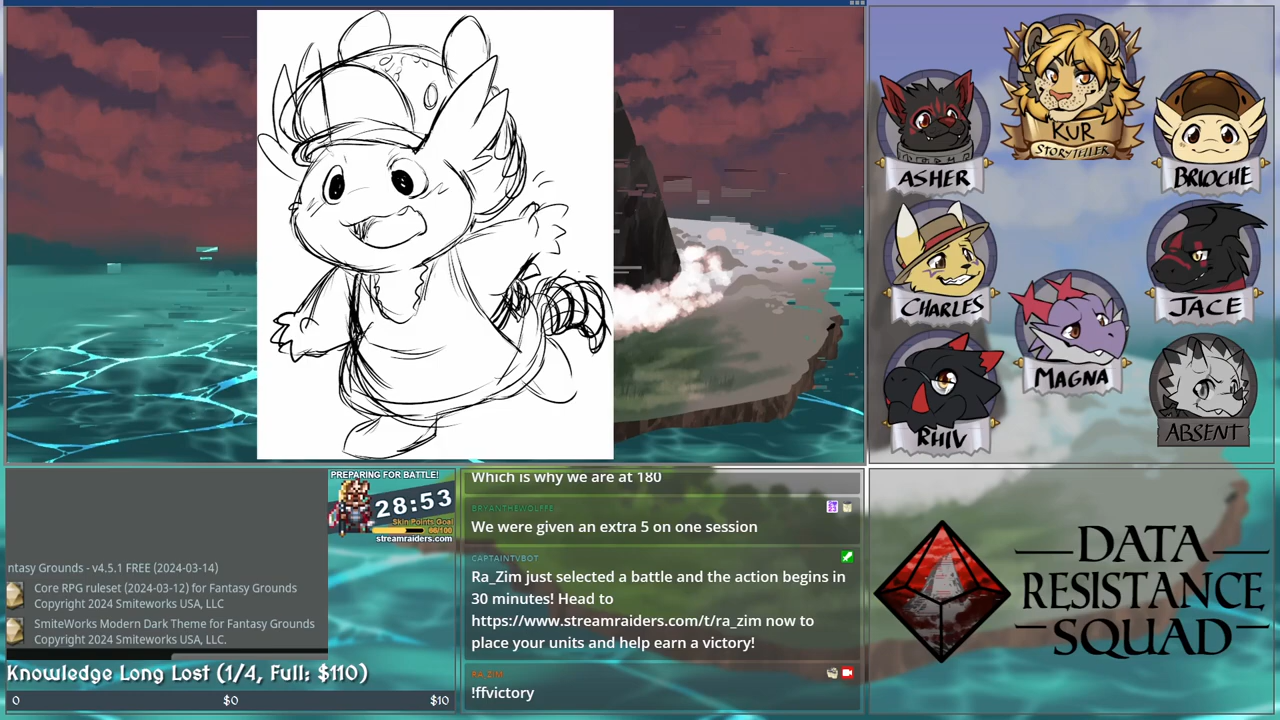 KUR
STORYTELLER
ASHER
BRIOCHE
CHARLES
JACE
MAGNA
RHIV
ABSENT
PREPARING FOR BATTLE!
28:53
Skin Points Goal
streamraiders.com
ntasy Grounds - v4.5.1 FREE (2024-03-14)
Core RPG ruleset (2024-03-12) for Fantasy Grounds
Copyright 2024 Smiteworks USA, LLC
SmiteWorks Modern Dark Theme for Fantasy Grounds
Copyright 2024 Smiteworks USA, LLC.
Knowledge Long Lost (1/4, Full: $110)
0 $0 $10
Which is why we are at 180
BRYANTHEWOLFFE
We were given an extra 5 on one session
CAPTAINTVBOT
Ra_Zim just selected a battle and the action begins in
30 minutes! Head to
https://www.streamraiders.com/t/ra_zim now to
place your units and help earn a victory!
RA_ZIM
!ffvictory
DATA
RESISTANCE
SQUAD